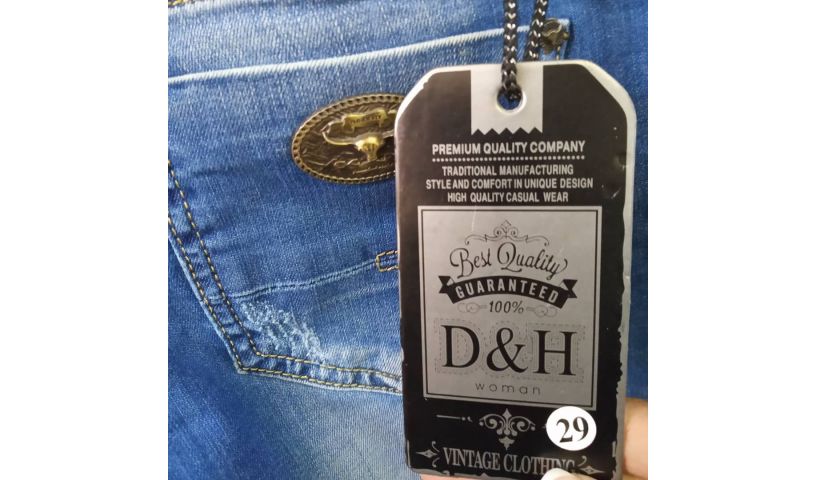 PREMIUM QUALITY COMPANY
TRADITIONAL MANUFACTURING
STYLE AND COMFORT IN UNIQUE DESIGN
HIGH QUALITY CASUAL WEAR
Best Quality
GUARANTEED
100%
D&H
woman
29
VINTAGE CLOTHING